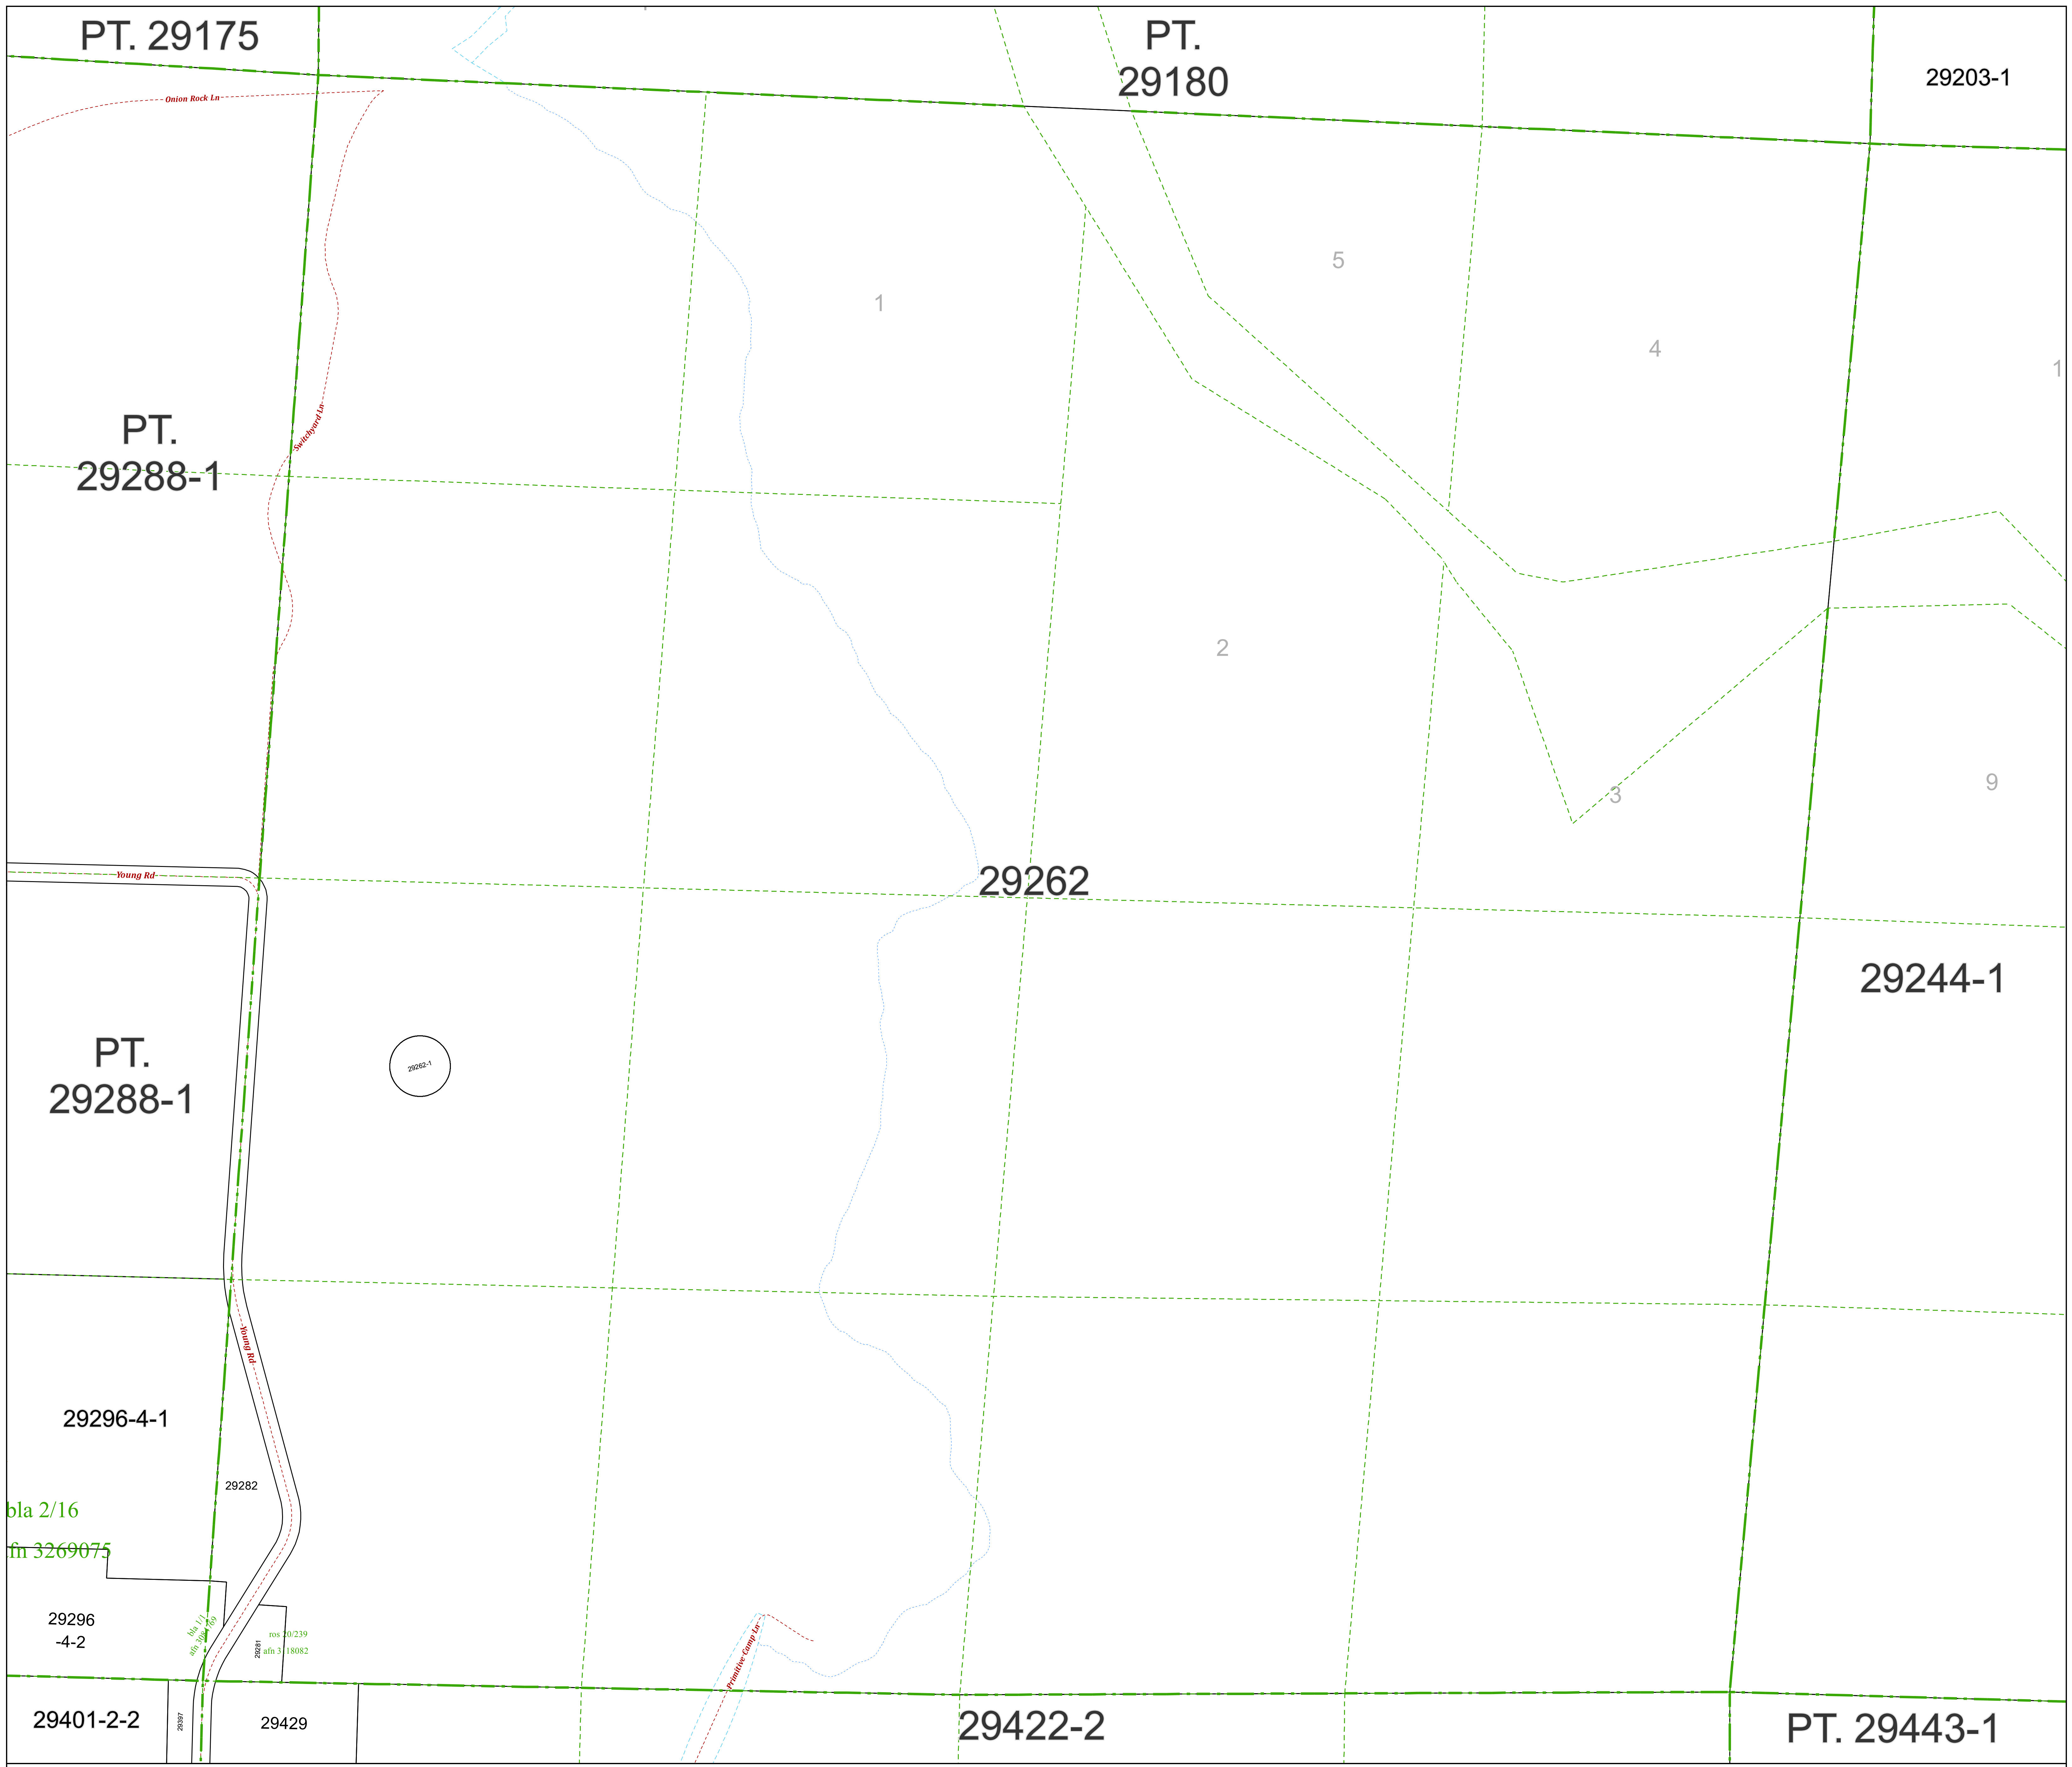 PT. 29175
PT.
29180
29203-1
Onion Rock Ln
5
1
4
1
Switchyard Ln
PT.
29288-1
2
9
3
Young Rd
29262
29244-1
PT.
29288-1
29262-1
Young Rd
29296-4-1
29282
bla 2/16
fn 3269075
29296
-4-2
bla 1/1
29281
ros 20/239
Primitive Camp Ln
29401-2-2
29397
29429
29422-2
PT. 29443-1